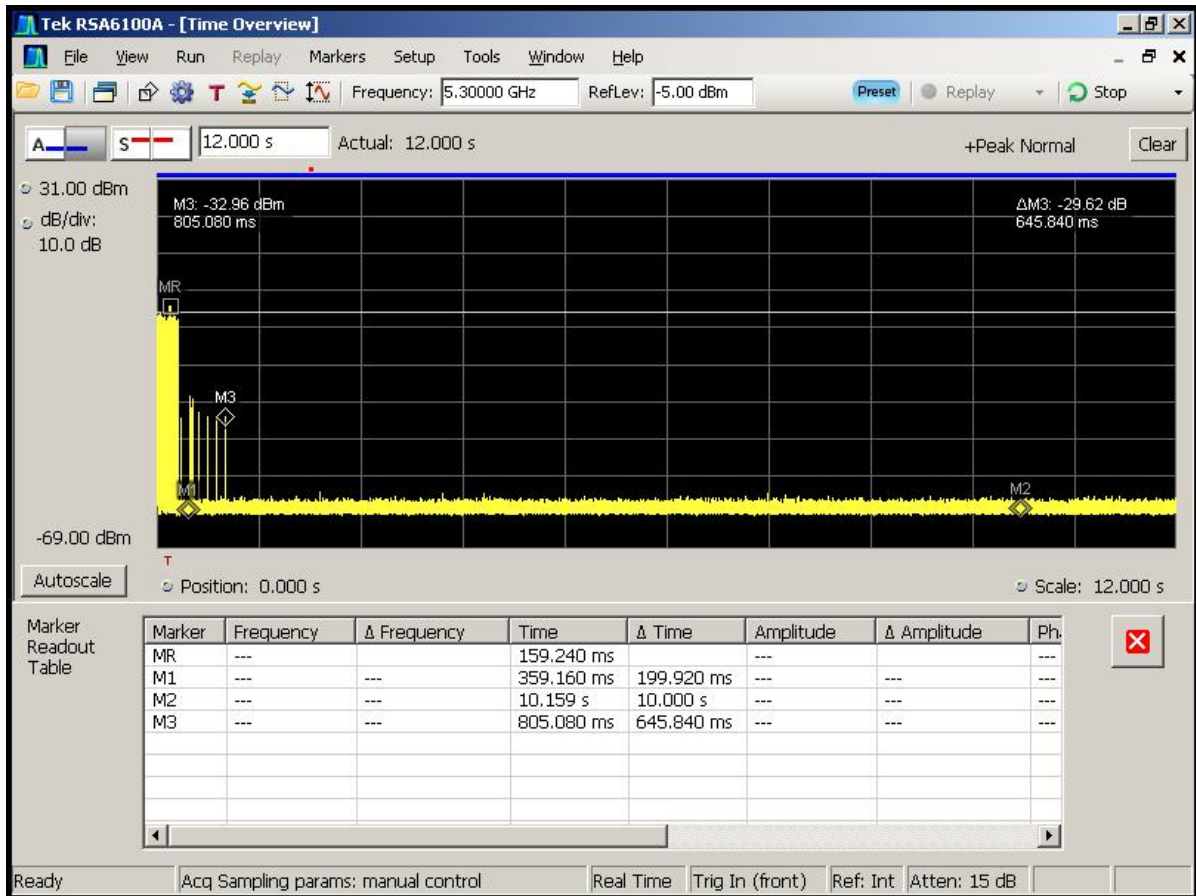 Tek RSA6100A - [Time Overview]
File View Run Replay Markers Setup Tools Window Help
T Frequency: 5.30000 GHz RefLev: -5.00 dBm Preset Replay Stop
A S 12.000 s Actual: 12.000 s +Peak Normal Clear
31.00 dBm
dB/div:
10.0 dB
M3: -32.96 dBm
805.080 ms
ΔM3: -29.62 dB
645.840 ms
MR
M3
M1
M2
-69.00 dBm
T
Autoscale Position: 0.000 s Scale: 12.000 s
Marker
Readout
Table
Marker Frequency Δ Frequency Time Δ Time Amplitude Δ Amplitude Ph.
MR --- 159.240 ms --- ---
M1 --- --- 359.160 ms 199.920 ms --- --- ---
M2 --- --- 10.159 s 10.000 s --- --- ---
M3 --- --- 805.080 ms 645.840 ms --- --- ---
Ready Acq Sampling params: manual control Real Time Trig In (front) Ref: Int Atten: 15 dB